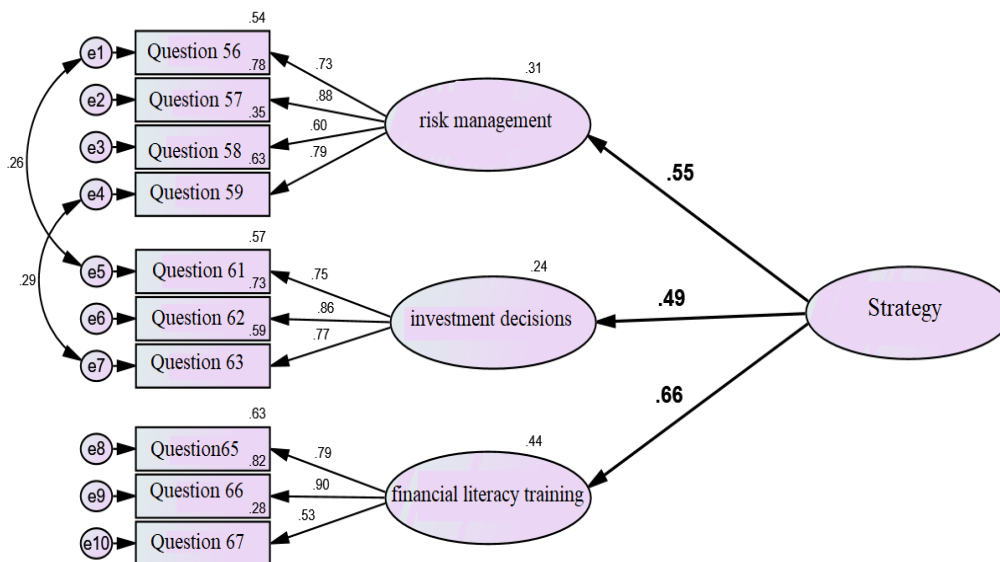 .54
e1
Question 56
.73
.31
.78
e2
Question 57
.88
.35
risk management
e3
Question 58
.60
.63
.79
.26
e4
Question 59
.55
.57
e5
Question 61
.75
.24
.73
.29
e6
Question 62
.86
investment decisions
.49
Strategy
.59
e7
Question 63
.77
.66
.63
e8
Question65
.79
.44
.82
e9
Question 66
.90
financial literacy training
.28
e10
Question 67
.53